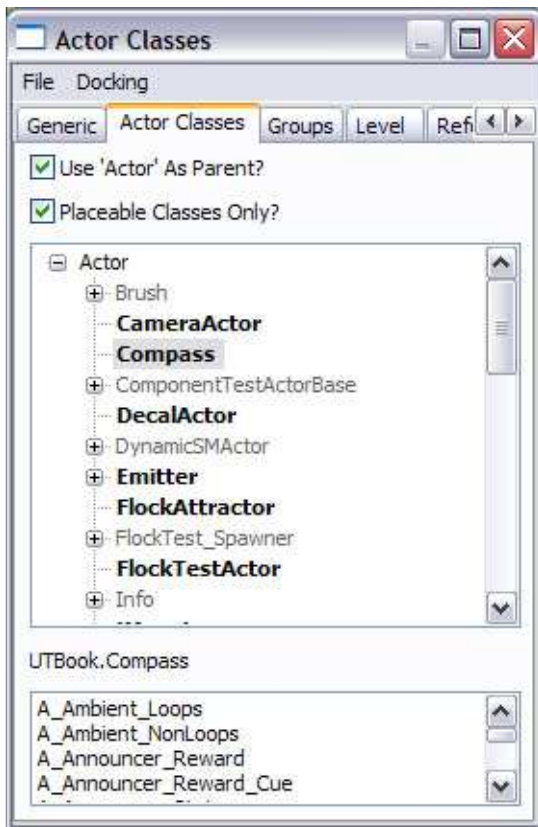 Actor Classes
File Docking
Generic Actor Classes Groups Level
Use 'Actor' As Parent?
Placeable Classes Only?
Actor
Brush
CameraActor
Compass
ComponentTestActorBase
DecalActor
DynamicSMActor
Emitter
FlockAttractor
FlockTest_Spawner
FlockTestActor
Info
UTBook.Compass
A_Ambient_Loops
A_Ambient_NonLoops
A_Announcer_Reward
A_Announcer_Reward_Cue